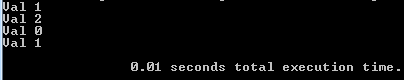 Val 1
Val 2
Val 0
Val 1
0.01 seconds total execution time.